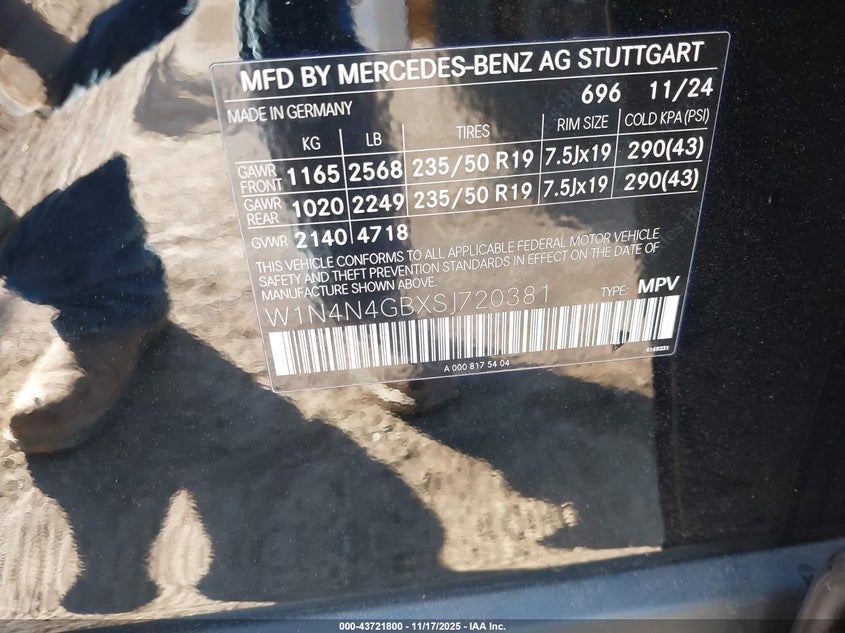 MFD BY MERCEDES-BENZ AG STUTTGART
696 11/24
MADE IN GERMANY
KG LB TIRES RIM SIZE COLD KPA (PSI)
GAWR FRONT 1165 2568 235/50 R19 7.5Jx19 290(43)
GAWR REAR 1020 2249 235/50 R19 7.5Jx19 290(43)
GVWR 2140 4718
THIS VEHICLE CONFORMS TO ALL APPLICABLE FEDERAL MOTOR VEHICLE
SAFETY AND THEFT PREVENTION STANDARDS IN EFFECT ON THE DATE OF
MANUFACTURE SHOWN ABOVE.
W1N4N4GBXSJ720381 TYPE: MPV
A 000 817 54 04
000-43721800 - 11/17/2025 - IAA Inc.